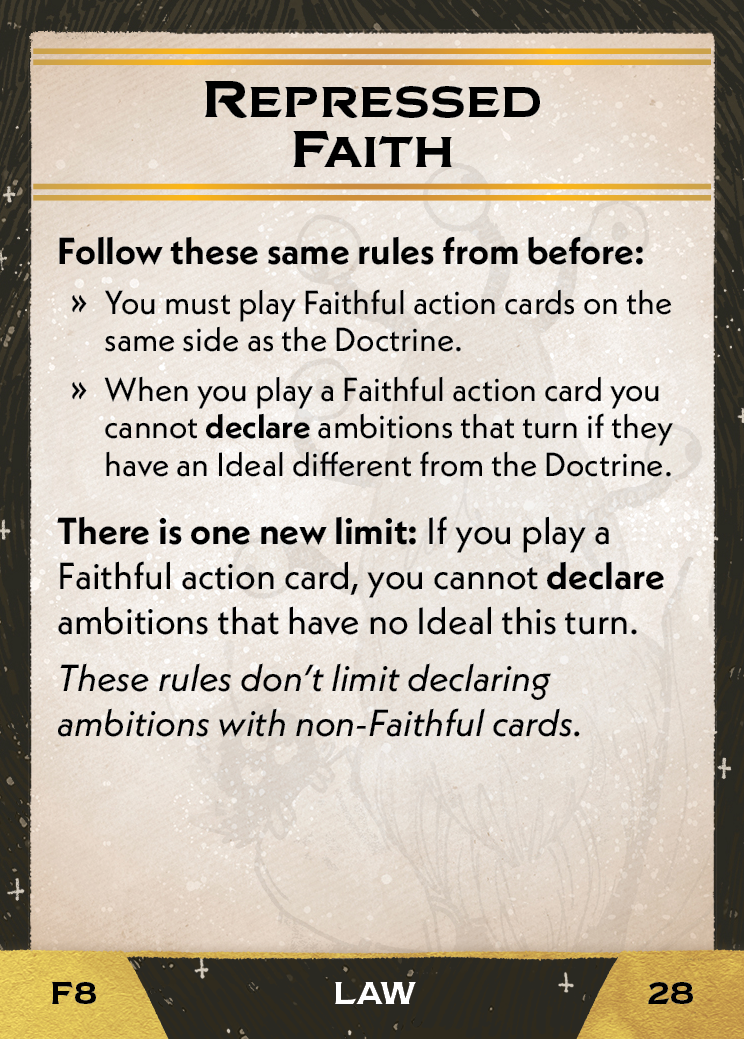 Repressed
Faith
Follow these same rules from before:
» You must play Faithful action cards on the
same side as the Doctrine.
» When you play a Faithful action card you
cannot declare ambitions that turn if they
have an Ideal different from the Doctrine.
There is one new limit: If you play a
Faithful action card, you cannot declare
ambitions that have no Ideal this turn.
These rules don't limit declaring
ambitions with non-Faithful cards.
F8 LAW 28